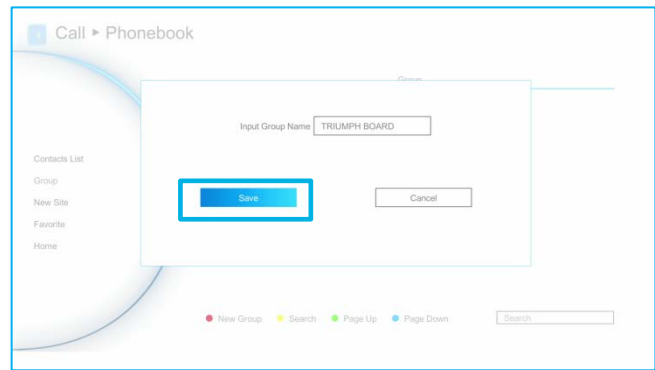 Call ▸ Phonebook
Group
Input Group Name TRIUMPH BOARD
Contacts List
Group
New Site
Favorite
Home
Save Cancel
New Group Search Page Up Page Down Search